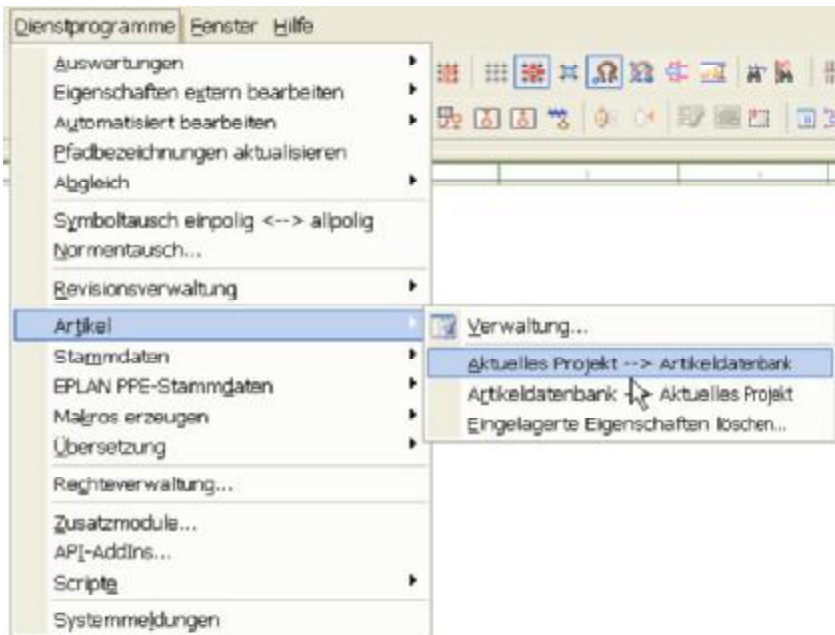 Dienstprogramme Fenster Hilfe
Auswertungen
Eigenschaften extern bearbeiten
Automatisiert bearbeiten
Pfadbezeichnungen aktualisieren
Abgleich
Symboltausch einpolig <--> allpolig
Normentausch...
Revisionsverwaltung
Artikel
Stammdaten
EPLAN PPE-Stammdaten
Makros erzeugen
Übersetzung
Rechteverwaltung...
Zusatzmodule...
API-AddIns...
Scripte
Systemmeldungen
Verwaltung...
Aktuelles Projekt --> Artikeldatenbank
Artikeldatenbank --> Aktuelles Projekt
Eingelagerte Eigenschaften löschen...